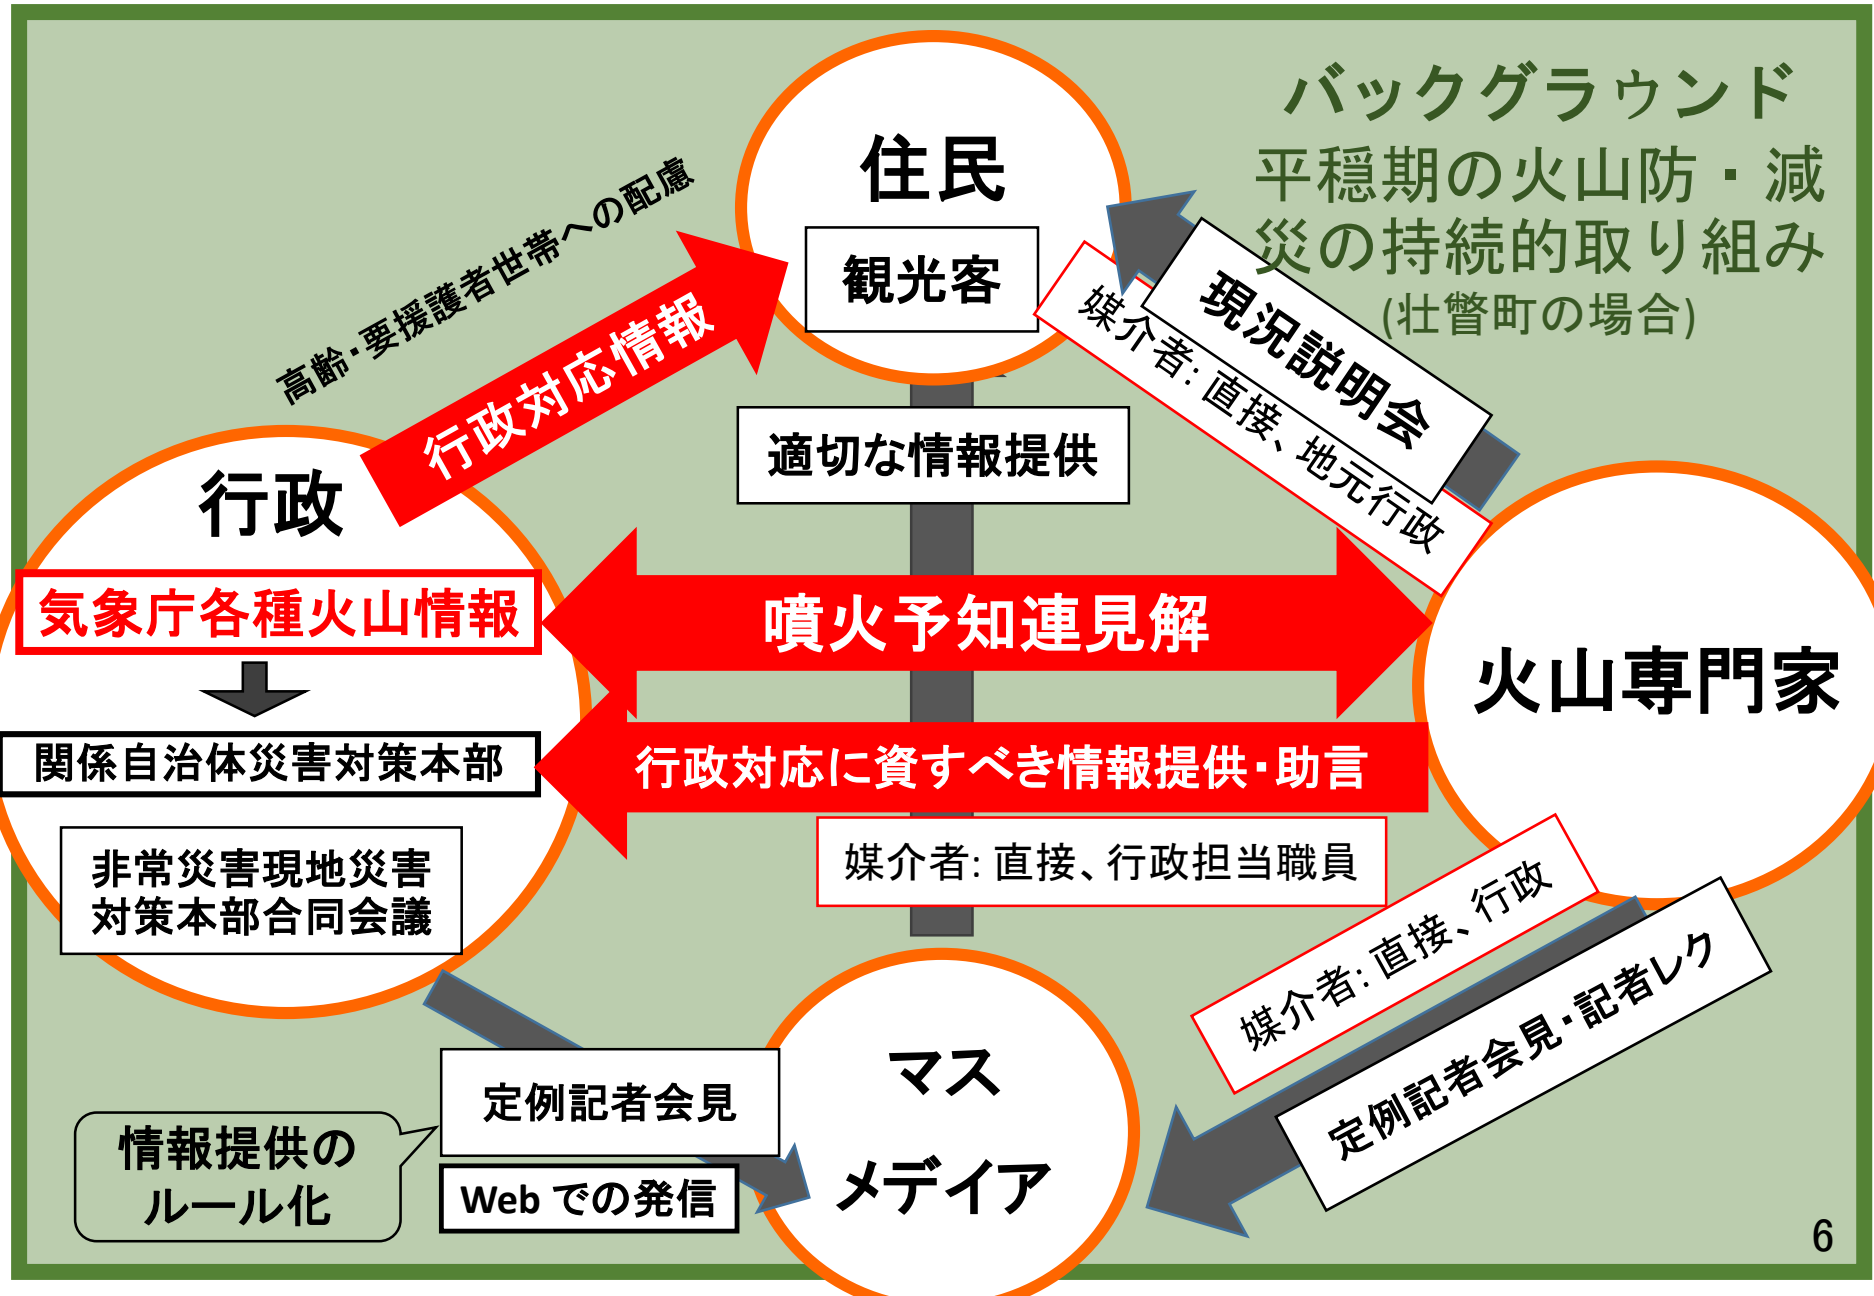 バックグラウンド
平穏期の火山防・減
災の持続的取り組み
(壮瞥町の場合)
住民
観光客
高齢・要援護者世帯への配慮
行政対応情報
現況説明会
媒介者: 直接、地元行政
適切な情報提供
行政
気象庁各種火山情報
関係自治体災害対策本部
非常災害現地災害
対策本部合同会議
噴火予知連見解
行政対応に資すべき情報提供・助言
媒介者: 直接、行政担当職員
火山専門家
媒介者: 直接、行政
定例記者会見・記者レク
マス
メデイア
定例記者会見
Web での発信
情報提供の
ルール化
6